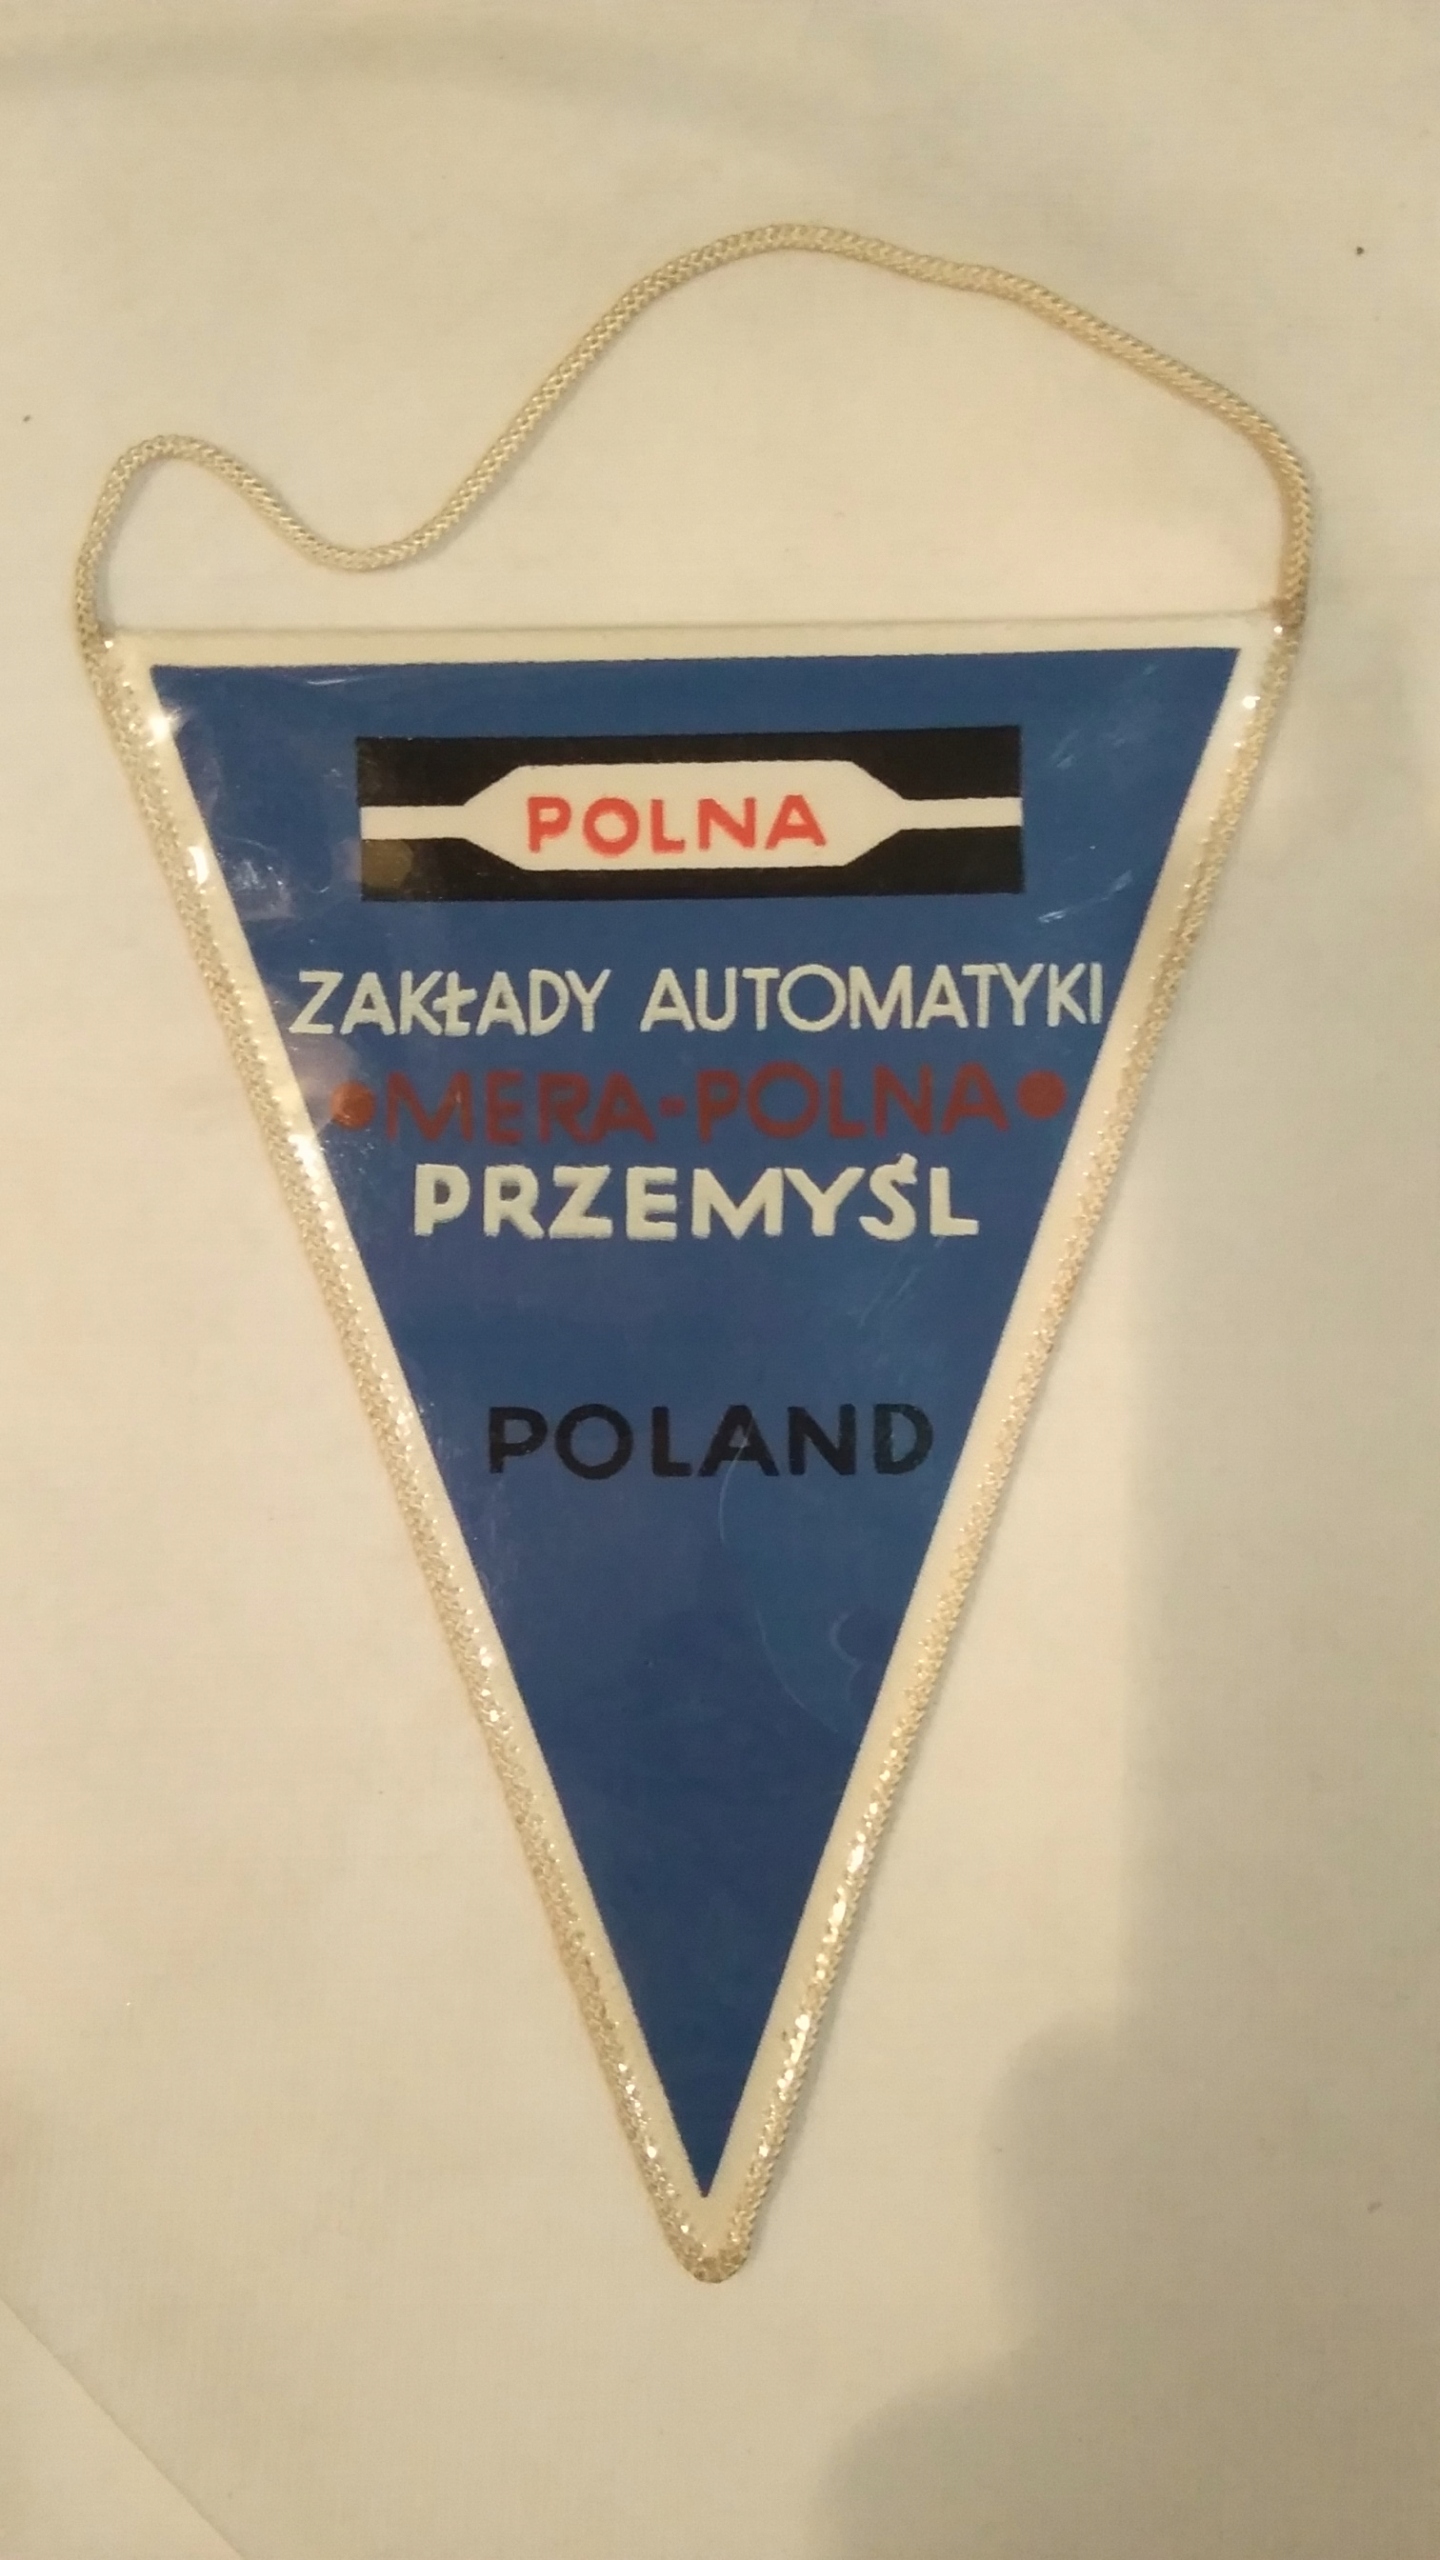 POLNA
ZAKŁADY AUTOMATYKI
•MERA-POLNA•
PRZEMYŚL
POLAND